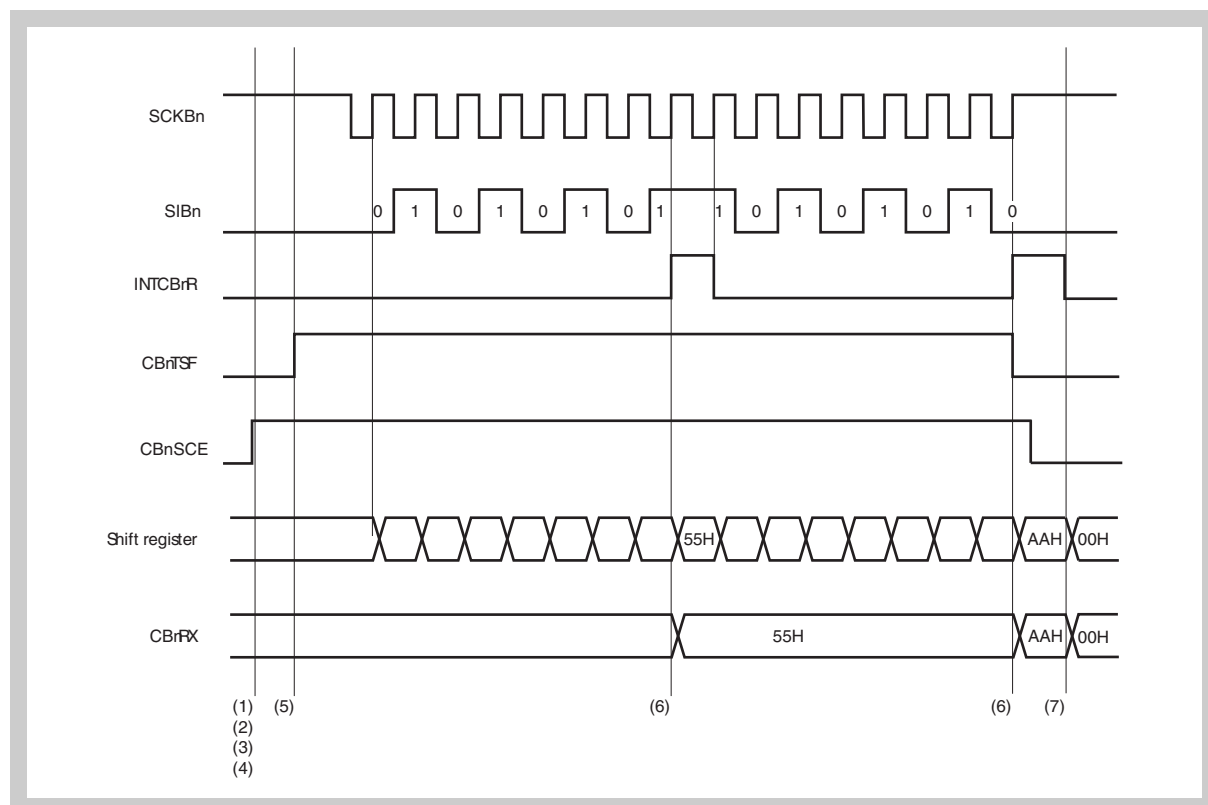 SCKBn
SIBn 0 1 0 1 0 1 0 1 1 0 1 0 1 0 1 0
INTCBnR
CBnTSF
CBnSCE
Shift register 55H AAH 00H
CBnRX 55H AAH 00H
(1) (5) (6) (6) (7)
(2)
(3)
(4)